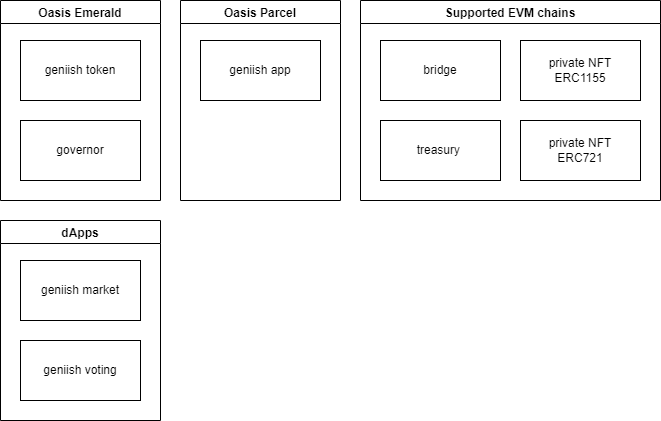 Oasis Emerald
geniish token
governor
Oasis Parcel
geniish app
Supported EVM chains
bridge
private NFT
ERC1155
treasury
private NFT
ERC721
dApps
geniish market
geniish voting